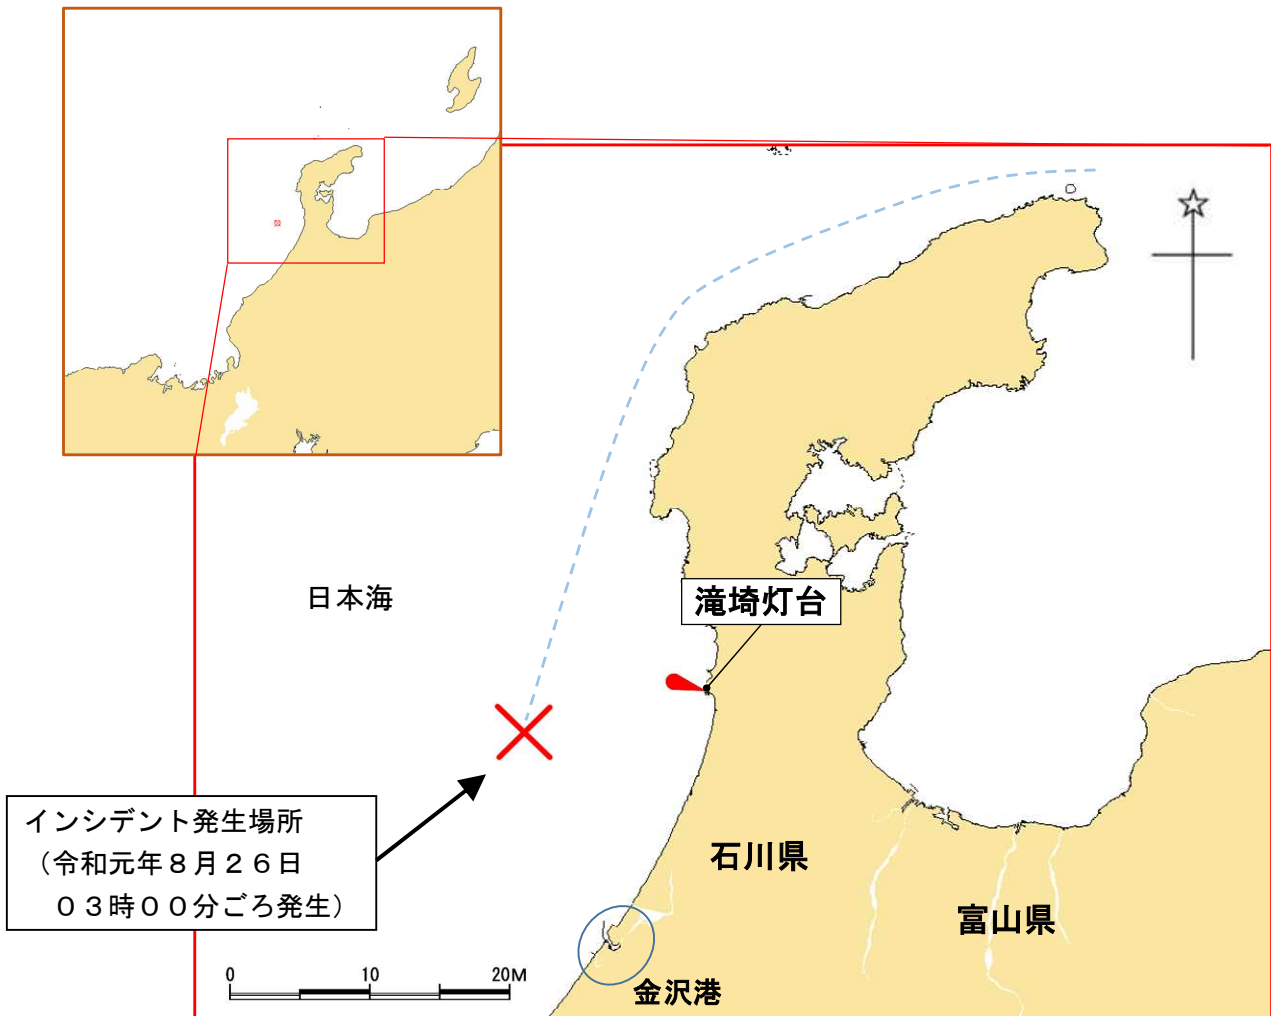 日本海
滝埼灯台
インシデント発生場所
（令和元年８月２６日
０３時００分ごろ発生）
石川県
富山県
金沢港
0 10 20M